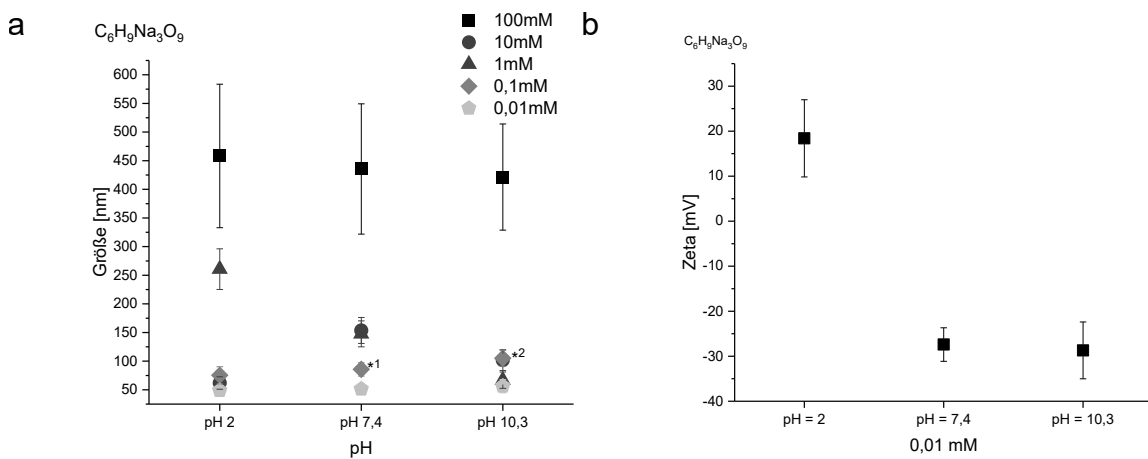 a
C₆H₉Na₃O₉
100mM
10mM
1mM
0,1mM
0,01mM
600
550
500
450
400
350
300
250
200
150
100
50
Größe [nm]
*1
*2
pH 2
pH 7,4
pH 10,3
pH
b
C₆H₉Na₃O₉
30
20
10
0
-10
-20
-30
-40
Zeta [mV]
pH = 2
pH = 7,4
pH = 10,3
0,01 mM